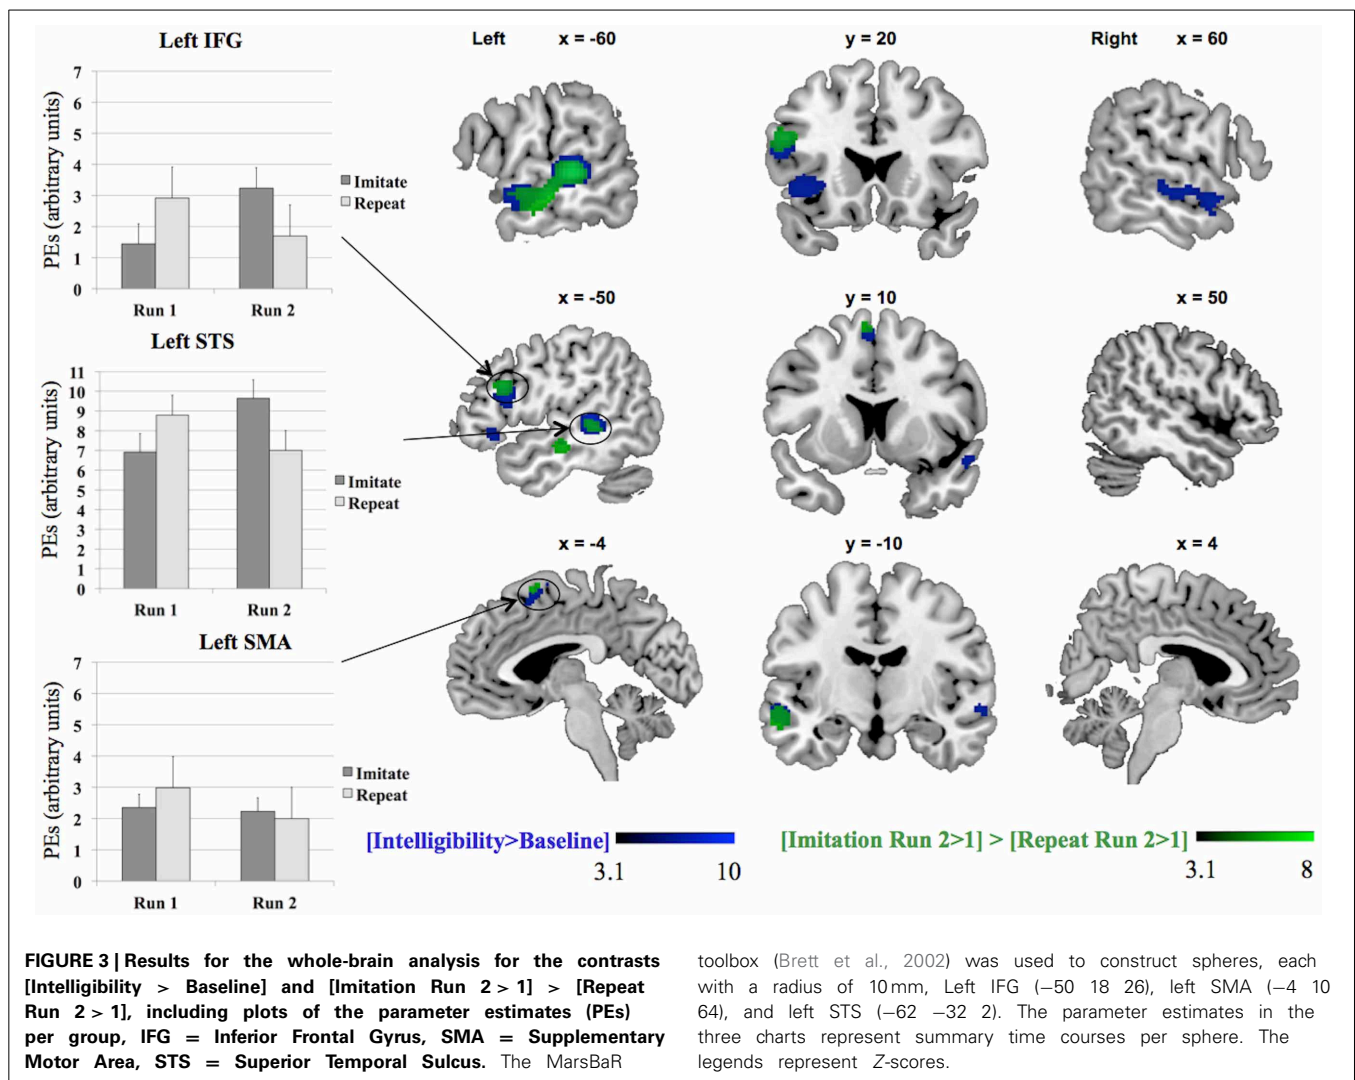 Left IFG
7
6
5
4
3
2
1
0
PEs (arbitrary units)
Run 1
Run 2
Imitate
Repeat
Left STS
11
10
9
8
7
6
5
4
3
2
1
0
PEs (arbitrary units)
Run 1
Run 2
Imitate
Repeat
Left SMA
7
6
5
4
3
2
1
0
PEs (arbitrary units)
Run 1
Run 2
Imitate
Repeat
Left x = -60
y = 20
Right x = 60
x = -50
y = 10
x = 50
x = -4
y = -10
x = 4
[Intelligibility>Baseline]
3.1 10
[Imitation Run 2>1] > [Repeat Run 2>1]
3.1 8
FIGURE 3 | Results for the whole-brain analysis for the contrasts
[Intelligibility > Baseline] and [Imitation Run 2 > 1] > [Repeat
Run 2 > 1], including plots of the parameter estimates (PEs)
per group, IFG = Inferior Frontal Gyrus, SMA = Supplementary
Motor Area, STS = Superior Temporal Sulcus. The MarsBaR
toolbox (Brett et al., 2002) was used to construct spheres, each
with a radius of 10 mm, Left IFG (−50 18 26), left SMA (−4 10
64), and left STS (−62 −32 2). The parameter estimates in the
three charts represent summary time courses per sphere. The
legends represent Z-scores.